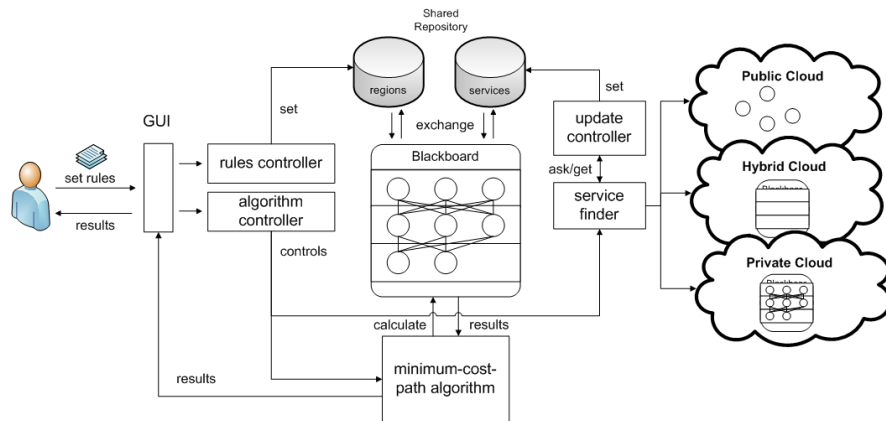 Shared
Repository
regions
services
Public Cloud
set
set
GUI
exchange
update
controller
set rules
rules controller
Blackboard
ask/get
Hybrid Cloud
results
algorithm
controller
service
finder
controls
Private Cloud
calculate
results
results
minimum-cost-
path algorithm